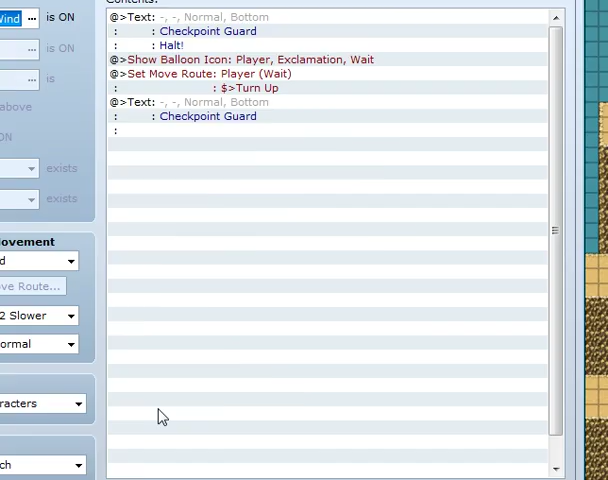 Contents:
Wind ... is ON
... is ON
... is
above
ON
exists
exists
Movement
d
ve Route...
2 Slower
ormal
racters
ch
@>Text: -, -, Normal, Bottom
: : Checkpoint Guard
: : Halt!
@>Show Balloon Icon: Player, Exclamation, Wait
@>Set Move Route: Player (Wait)
: : $>Turn Up
@>Text: -, -, Normal, Bottom
: : Checkpoint Guard
: